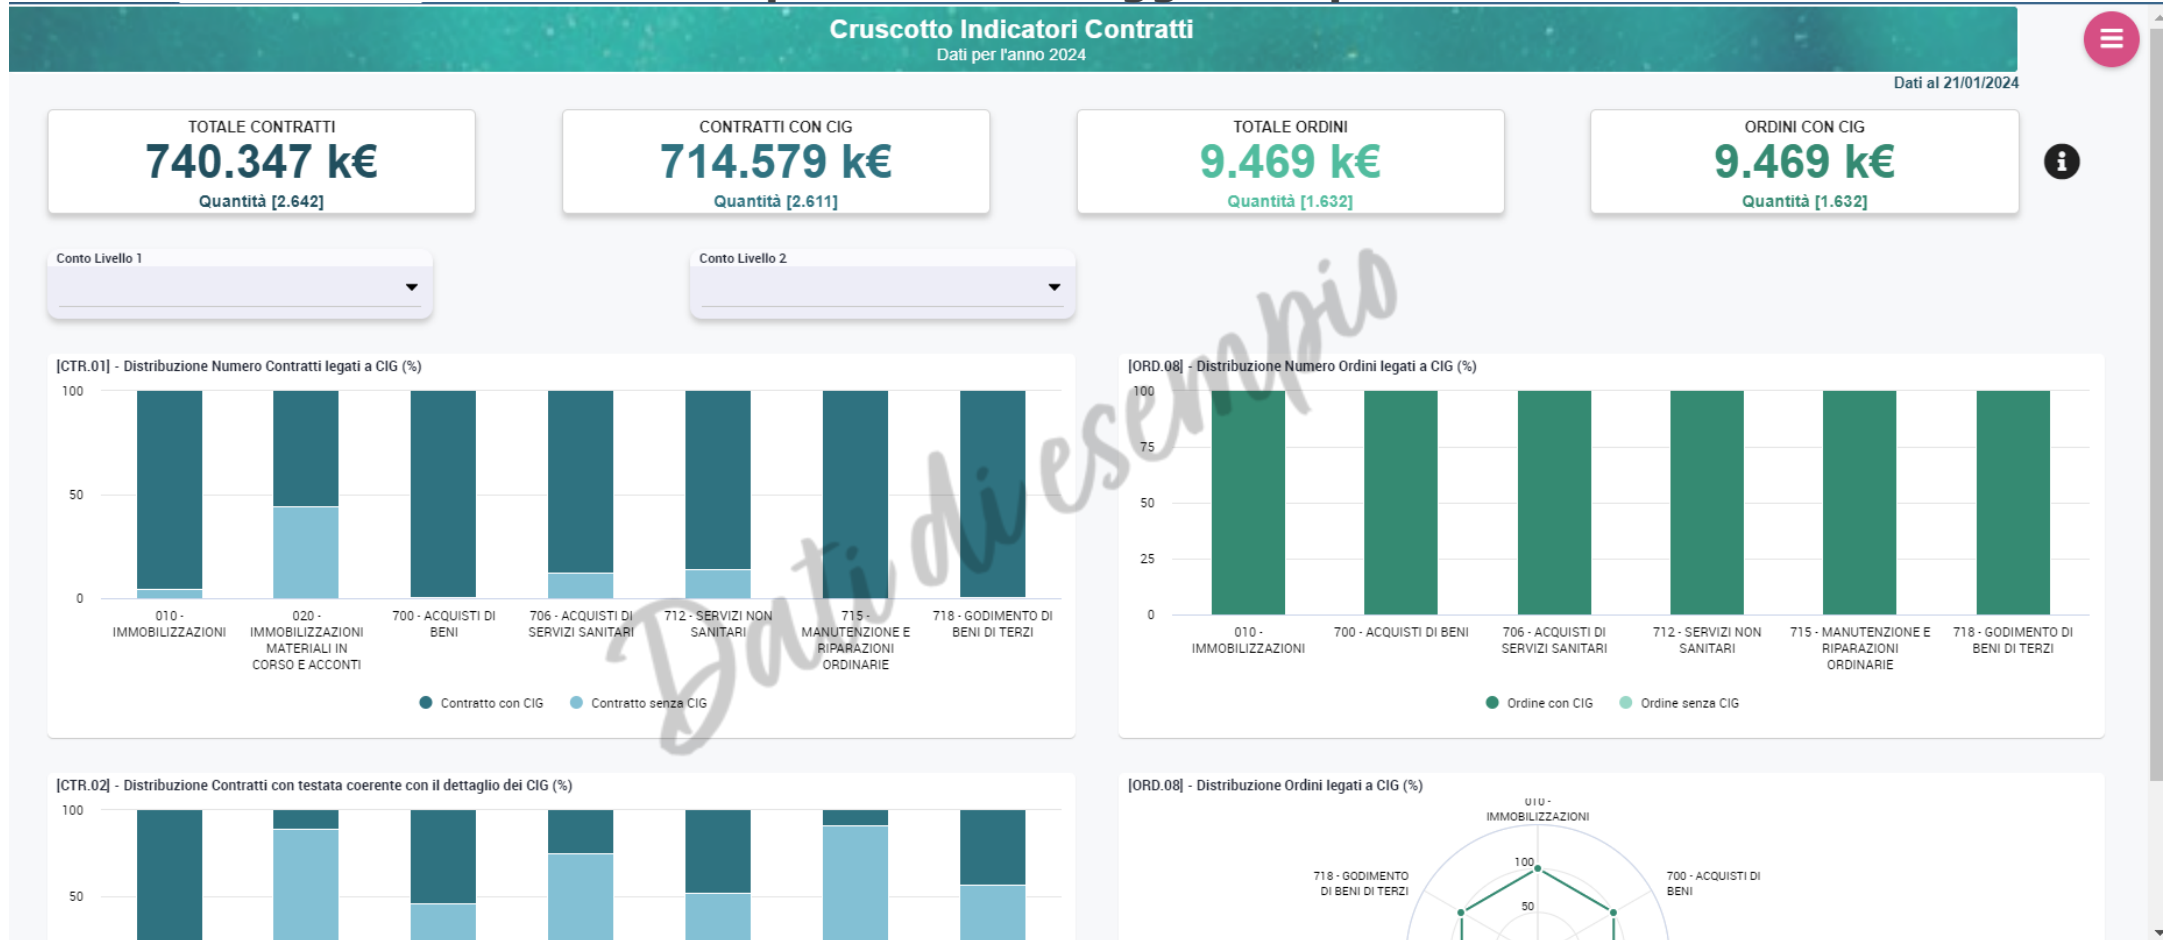 Cruscotto Indicatori Contratti
Dati per l'anno 2024
Dati al 21/01/2024
TOTALE CONTRATTI
740.347 k€
Quantità [2.642]
CONTRATTI CON CIG
714.579 k€
Quantità [2.611]
TOTALE ORDINI
9.469 k€
Quantità [1.632]
ORDINI CON CIG
9.469 k€
Quantità [1.632]
Conto Livello 1
Conto Livello 2
Dati di esempio
[CTR.01] - Distribuzione Numero Contratti legati a CIG (%)
100
50
0
010 -
IMMOBILIZZAZIONI
020 -
IMMOBILIZZAZIONI
MATERIALI IN
CORSO E ACCONTI
700 - ACQUISTI DI
BENI
706 - ACQUISTI DI
SERVIZI SANITARI
712 - SERVIZI NON
SANITARI
715 -
MANUTENZIONE E
RIPARAZIONI
ORDINARIE
718 - GODIMENTO DI
BENI DI TERZI
Contratto con CIG
Contratto senza CIG
[ORD.08] - Distribuzione Numero Ordini legati a CIG (%)
100
75
50
25
0
010 -
IMMOBILIZZAZIONI
700 - ACQUISTI DI BENI
706 - ACQUISTI DI
SERVIZI SANITARI
712 - SERVIZI NON
SANITARI
715 - MANUTENZIONE E
RIPARAZIONI
ORDINARIE
718 - GODIMENTO DI
BENI DI TERZI
Ordine con CIG
Ordine senza CIG
[CTR.02] - Distribuzione Contratti con testata coerente con il dettaglio dei CIG (%)
100
50
[ORD.08] - Distribuzione Ordini legati a CIG (%)
010 -
IMMOBILIZZAZIONI
718 - GODIMENTO
DI BENI DI TERZI
100
700 - ACQUISTI DI
BENI
50